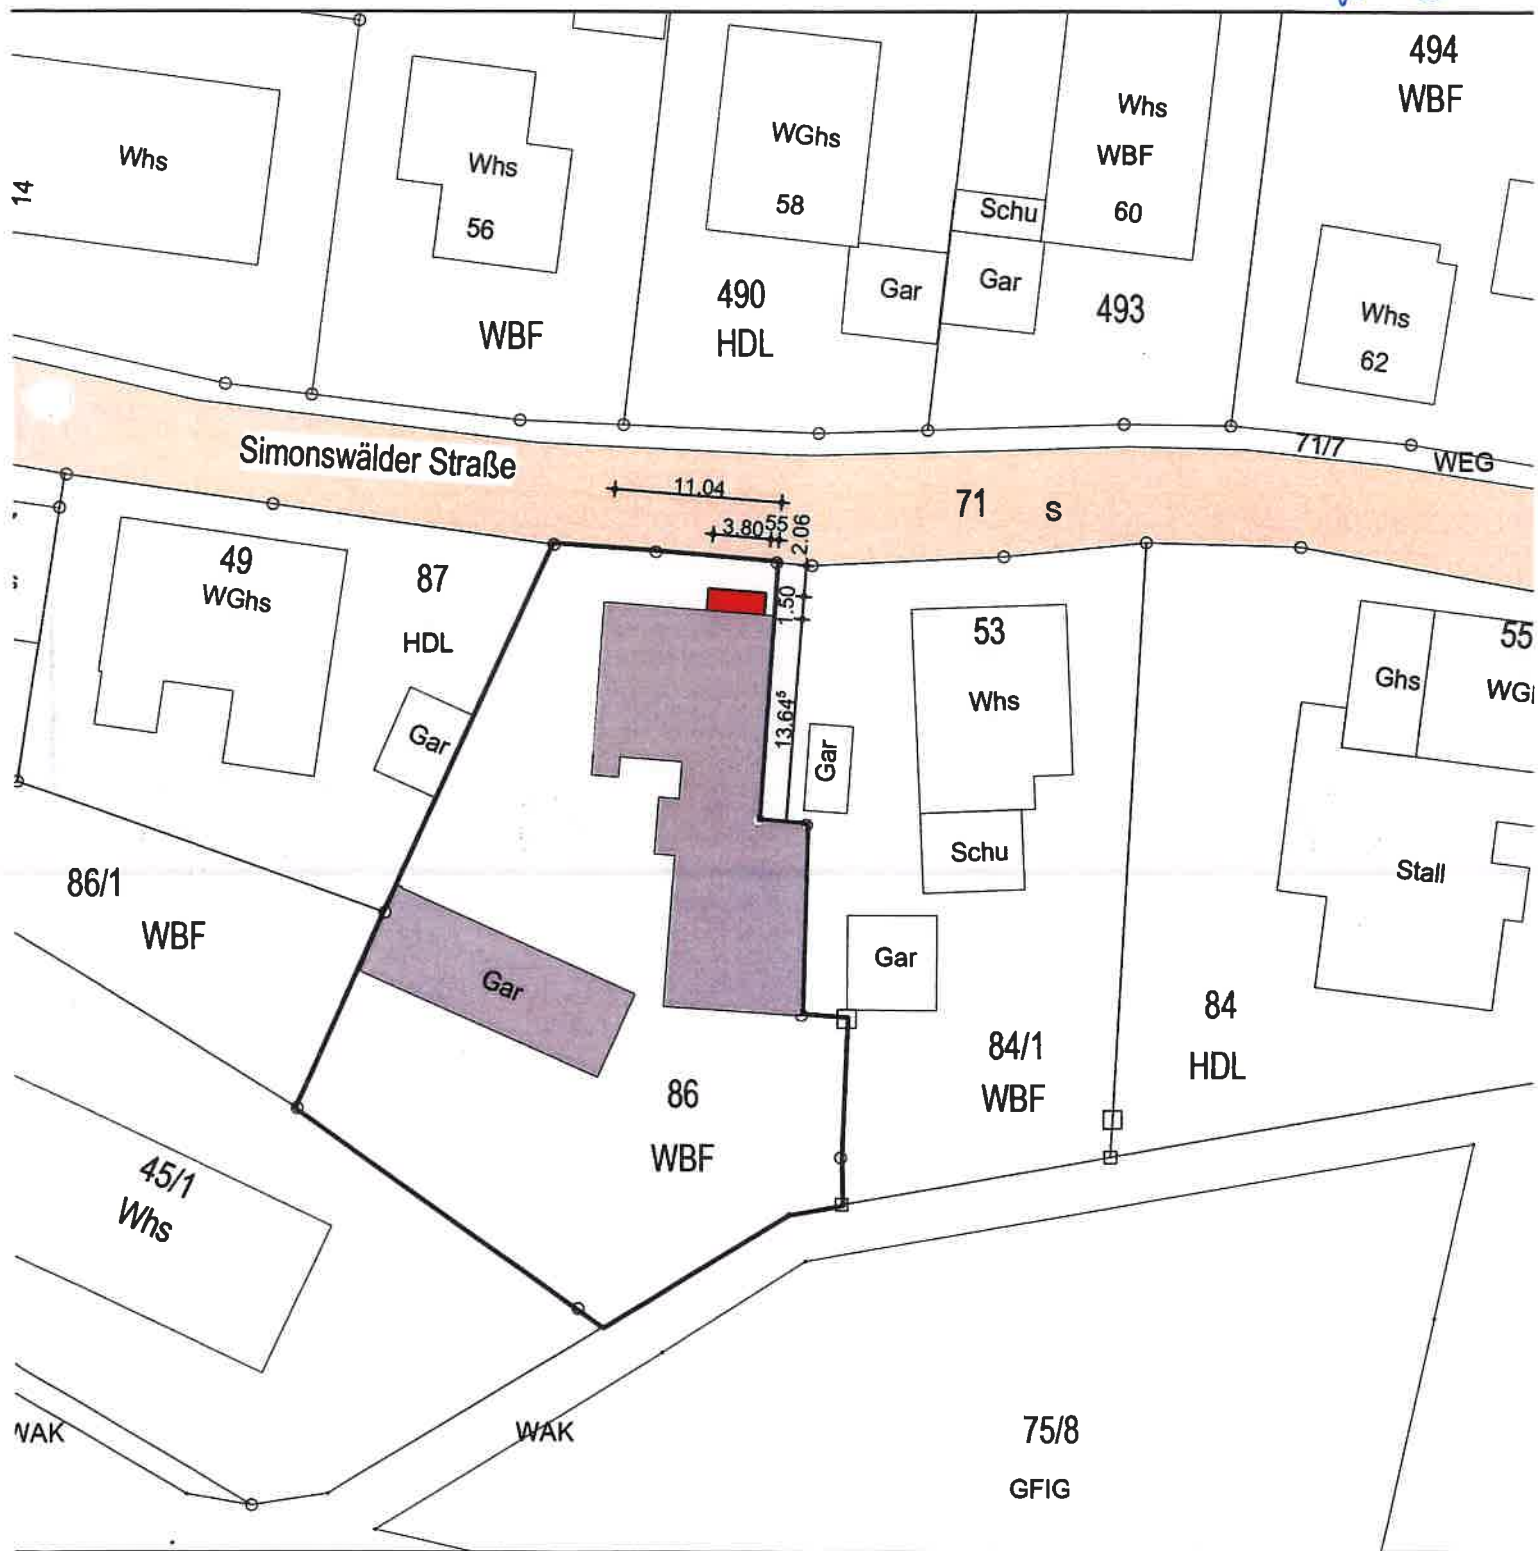 494
WBF
Whs
14
Whs
56
WBF
WGhs
58
490
HDL
Gar
Schu
Gar
Whs
WBF
60
493
Whs
62
71/7
WEG
Simonswälder Straße
11.04
3.80
55
2.06
71 s
49
WGhs
87
HDL
Gar
1.50
13.64⁵
Gar
53
Whs
Schu
Ghs
55
Stall
86/1
WBF
Gar
Gar
86
WBF
84/1
WBF
84
HDL
45/1
Whs
WAK
WAK
75/8
GFIG